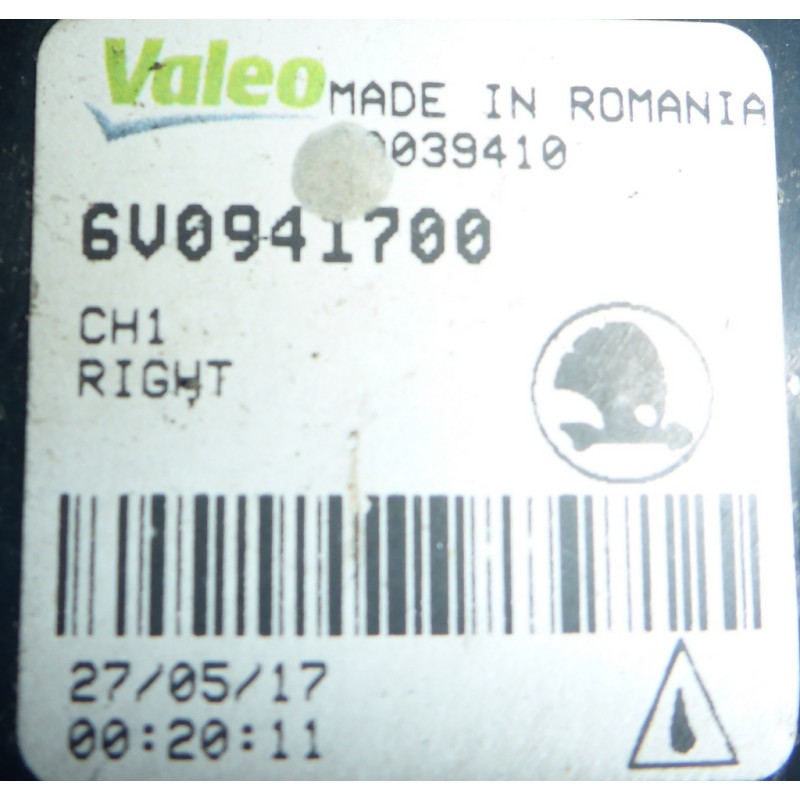 Valeo MADE IN ROMANIA
6V0941700
CH1
RIGHT
27/05/17
00:20:11